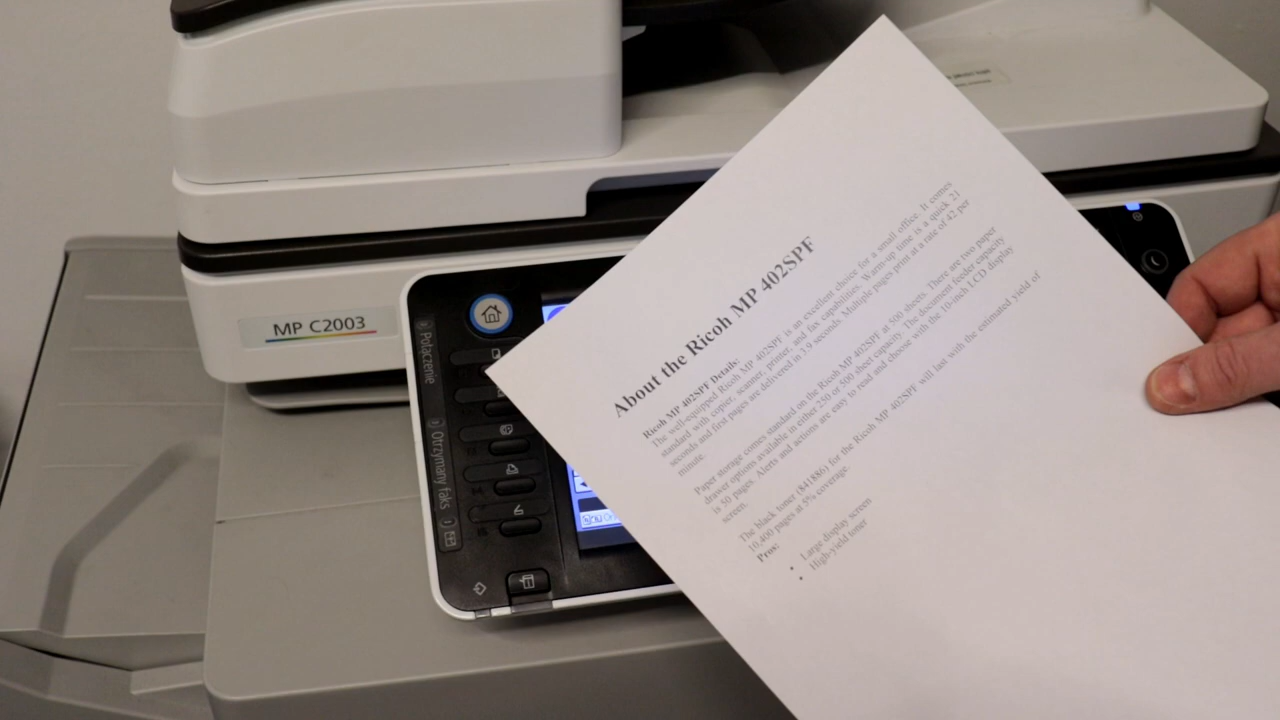 MP C2003
Połączenie
Otrzymany faks
About the Ricoh MP 402SPF
Ricoh MP 402SPF Details:
The well-equipped Ricoh MP 402SPF is an excellent choice for a small office. It comes
standard with copier, scanner, printer, and fax capabilities. Warm-up time is a quick 21
seconds and first pages are delivered in 3.9 seconds. Multiple pages print at a rate of 42 per
minute.
Paper storage comes standard on the Ricoh MP 402SPF at 500 sheets. There are two paper
drawer options available in either 250 or 500 sheet capacity. The document feeder capacity
is 50 pages. Alerts and actions are easy to read and choose with the 10-inch LCD display
screen.
The black toner (841886) for the Ricoh MP 402SPF will last with the estimated yield of
10,400 pages at 5% coverage.
Pros:
• Large display screen
• High-yield toner